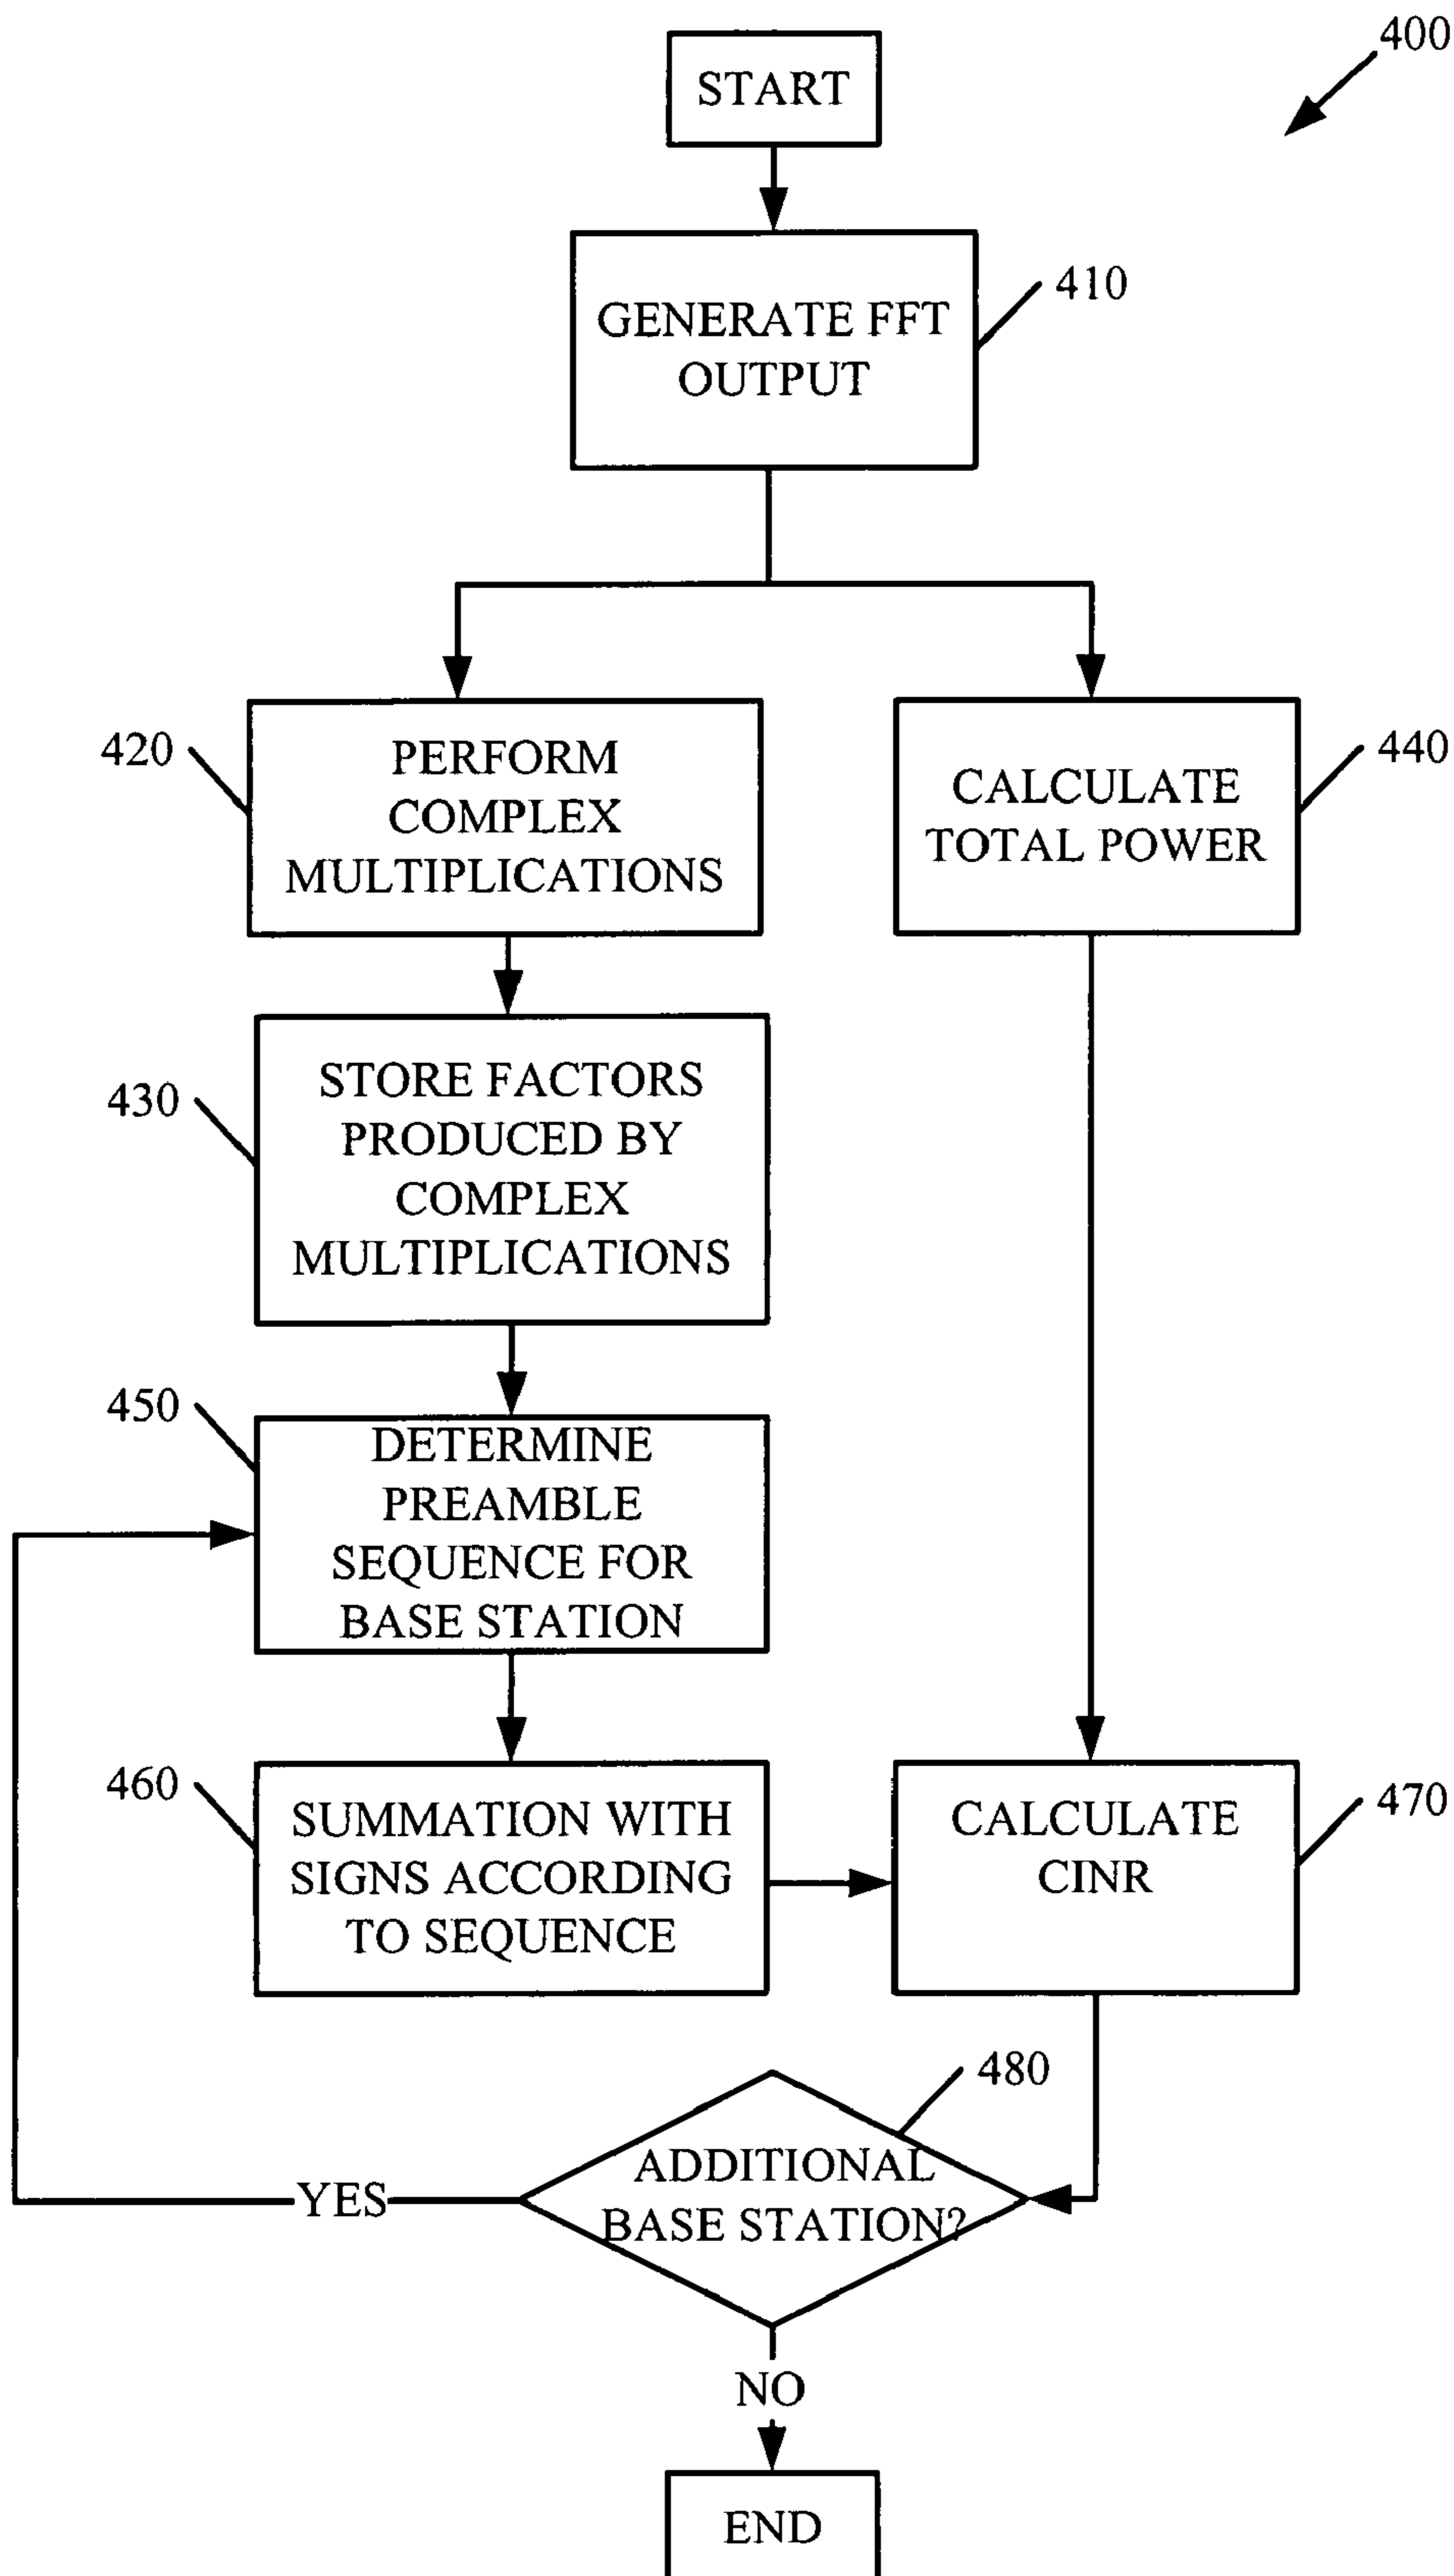 400
START
410
GENERATE FFT
OUTPUT
420
PERFORM
COMPLEX
MULTIPLICATIONS
440
CALCULATE
TOTAL POWER
430
STORE FACTORS
PRODUCED BY
COMPLEX
MULTIPLICATIONS
450
DETERMINE
PREAMBLE
SEQUENCE FOR
BASE STATION
460
SUMMATION WITH
SIGNS ACCORDING
TO SEQUENCE
470
CALCULATE
CINR
480
ADDITIONAL
BASE STATION?
YES
NO
END